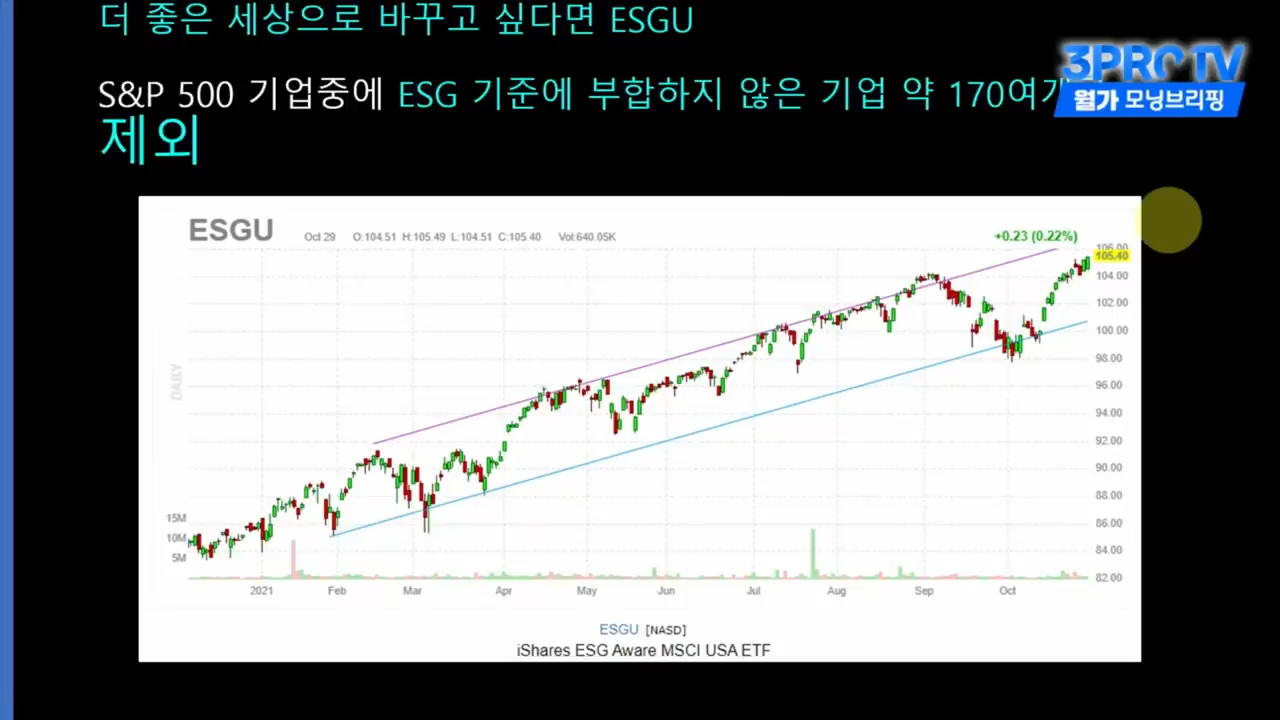 더 좋은 세상으로 바꾸고 싶다면 ESGU
3PRO TV
S&P 500 기업중에 ESG 기준에 부합하지 않은 기업 약 170여개
월가 모닝브리핑
제외
ESGU Oct 29 O:104.51 H:105.49 L:104.51 C:105.40 Vol:640.05K +0.23 (0.22%)
106.00
105.40
104.00
102.00
100.00
98.00
DAILY
96.00
94.00
92.00
90.00
88.00
15M
86.00
10M
84.00
5M
82.00
2021 Feb Mar Apr May Jun Jul Aug Sep Oct
ESGU [NASD]
iShares ESG Aware MSCI USA ETF